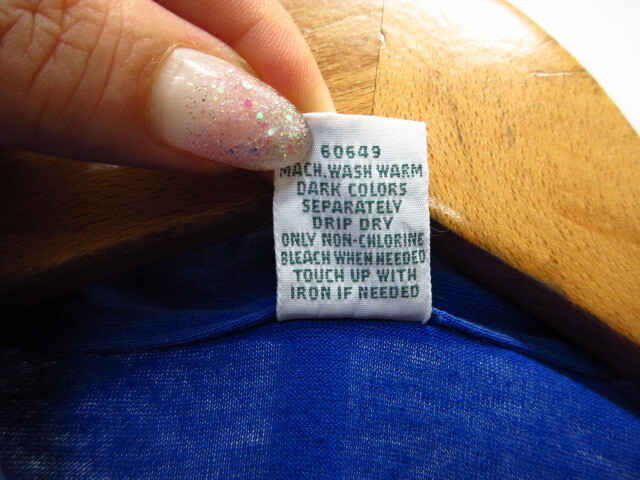 60649
MACH.WASH WARM
DARK COLORS
SEPARATELY
DRIP DRY
ONLY NON-CHLORINE
BLEACH WHEN NEEDED
TOUCH UP WITH
IRON IF NEEDED